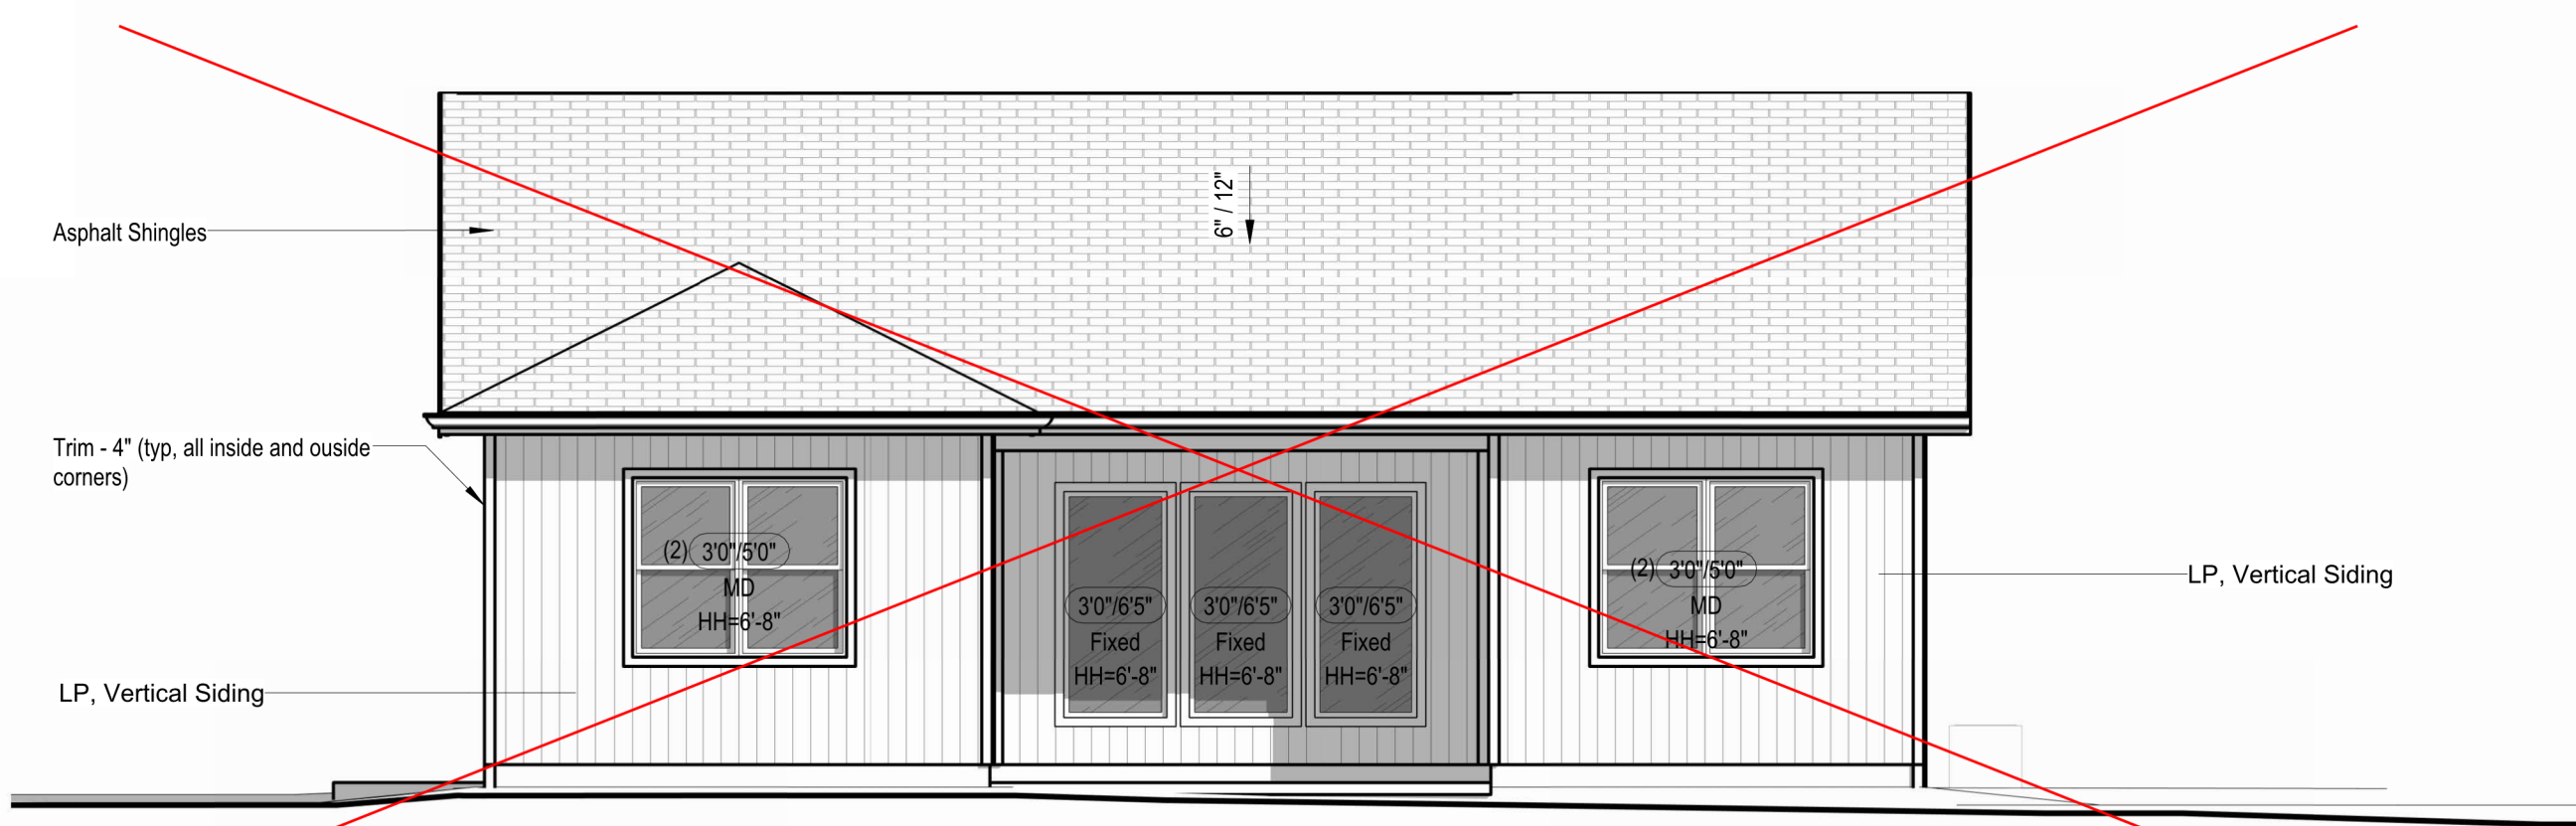 6" / 12"
Asphalt Shingles
Trim - 4" (typ, all inside and ouside
corners)
(2) 3'0"/5'0"
MD
HH=6'-8"
3'0"/6'5"
Fixed
HH=6'-8"
3'0"/6'5"
Fixed
HH=6'-8"
3'0"/6'5"
Fixed
HH=6'-8"
(2) 3'0"/5'0"
MD
HH=6'-8"
LP, Vertical Siding
LP, Vertical Siding